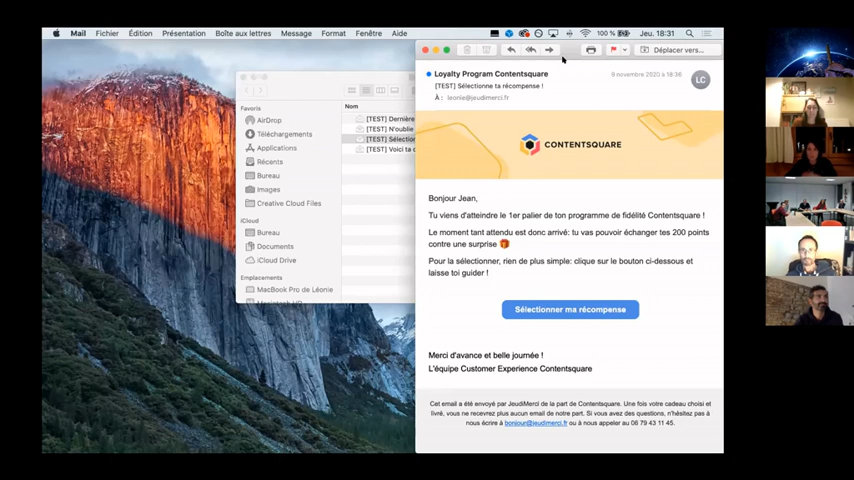 Mail Fichier Édition Présentation Boîte aux lettres Message Format Fenêtre Aide
100 % Jeu. 18:31
Déplacer vers...
Loyalty Program Contentsquare
9 novembre 2020 à 16:36
LC
[TEST] Sélectionne ta récompense !
À : leonie@jeudimerci.fr
Favoris
AirDrop
Téléchargements
Applications
Récents
Bureau
Images
Creative Cloud Files
iCloud
Bureau
Documents
iCloud Drive
Emplacements
MacBook Pro de Léonie
Nom
[TEST] Dernière
[TEST] N'oublie
[TEST] Sélection
[TEST] Voici ta
CONTENTSQUARE
Bonjour Jean,
Tu viens d'atteindre le 1er palier de ton programme de fidélité Contentsquare !
Le moment tant attendu est donc arrivé: tu vas pouvoir échanger tes 200 points
contre une surprise
Pour la sélectionner, rien de plus simple: clique sur le bouton ci-dessous et
laisse toi guider !
Sélectionner ma récompense
Merci d'avance et belle journée !
L'équipe Customer Experience Contentsquare
Cet email a été envoyé par JeudiMerci de la part de Contentsquare. Une fois votre cadeau choisi et
livré, vous ne recevrez plus aucun email de notre part. Si vous avez des questions, n'hésitez pas à
nous écrire à bonjour@jeudimerci.fr ou à nous appeler au 06 79 43 11 45.